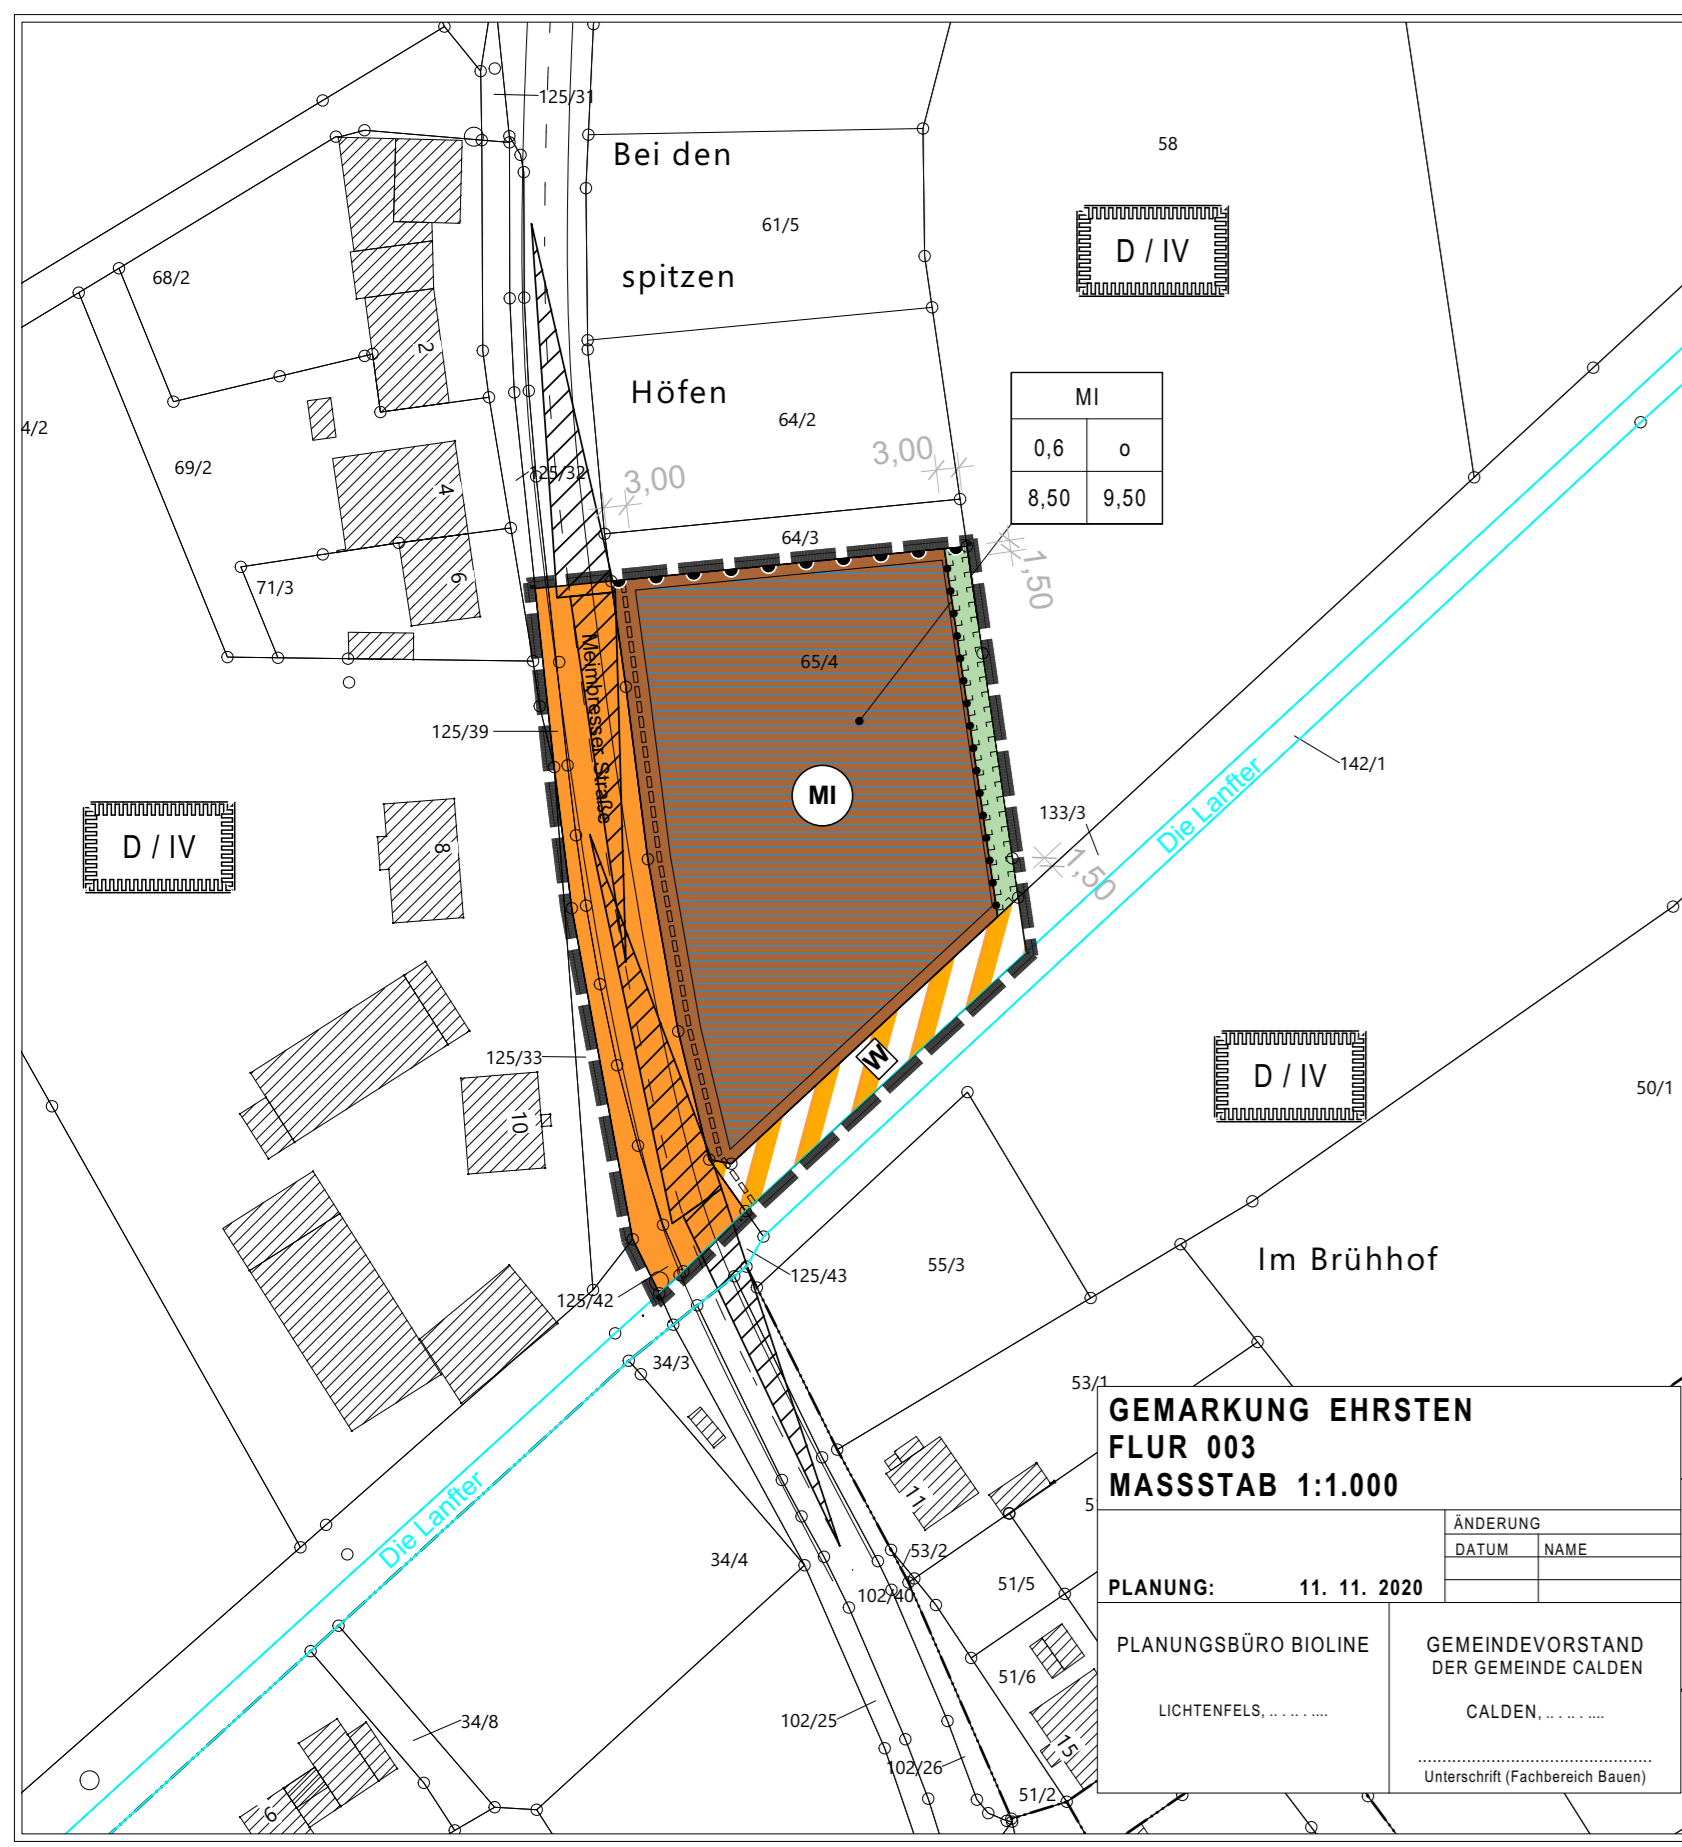 125/31
Bei den
58
61/5
D / IV
68/2
spitzen
2
MI
Höfen
64/2
4/2
0,6 o
3,00
69/2
125/32
3,00
4
8,50 9,50
64/3
1,50
6
71/3
Meimbresser Straße
65/4
125/39
142/1
MI
Die Lanfter
133/3
D / IV
8
1,50
125/33
W
D / IV
50/1
10
Im Brühhof
55/3
125/43
125/42
34/3
53/1
GEMARKUNG EHRSTEN
FLUR 003
MASSSTAB 1:1.000
11
5
Die Lanfter
ÄNDERUNG
DATUM NAME
53/2
34/4
51/5
PLANUNG: 11. 11. 2020
102/40
PLANUNGSBÜRO BIOLINE
GEMEINDEVORSTAND
DER GEMEINDE CALDEN
51/6
LICHTENFELS, .. . .. . ....
CALDEN, .. . .. . ....
34/8
102/25
15
102/26
51/2
Unterschrift (Fachbereich Bauen)
6